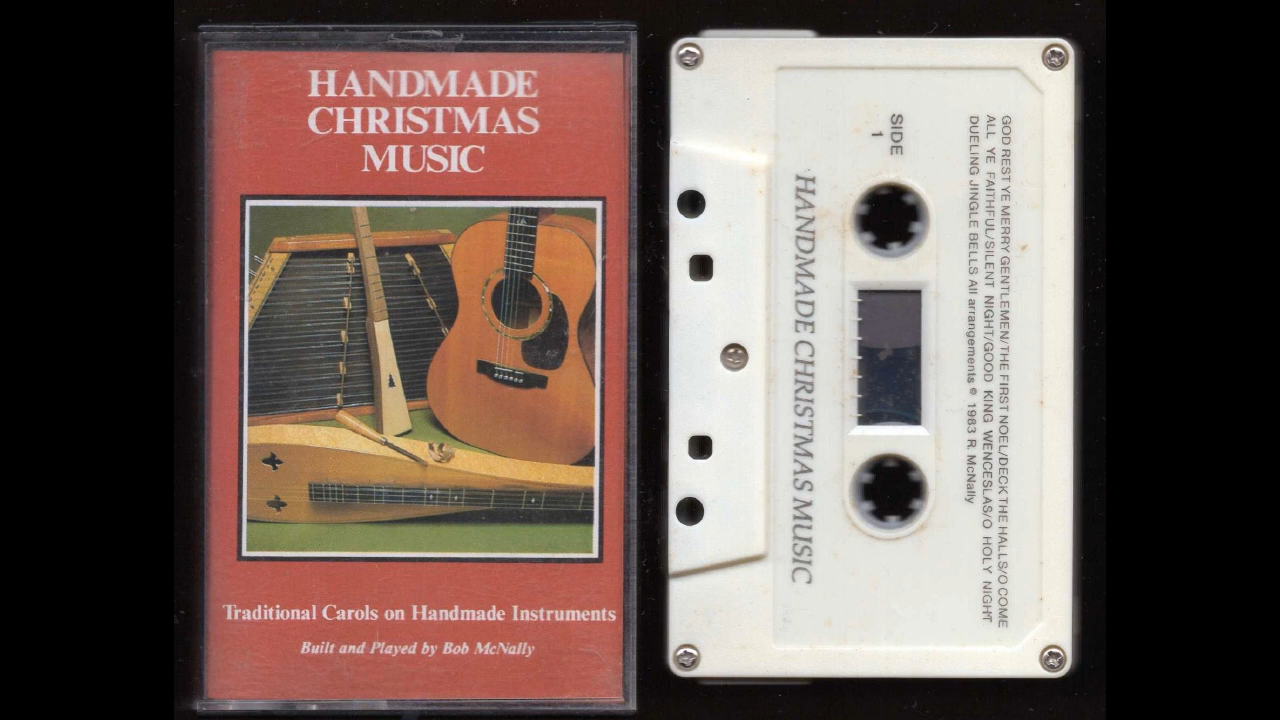 HANDMADE
CHRISTMAS
MUSIC
Traditional Carols on Handmade Instruments
Built and Played by Bob McNally
SIDE
1
HANDMADE CHRISTMAS MUSIC
GOD REST YE MERRY GENTLEMEN/THE FIRST NOEL/DECK THE HALLS/O COME
ALL YE FAITHFUL/SILENT NIGHT/GOOD KING WENCESLAS/O HOLY NIGHT
DUELING JINGLE BELLS All arrangements © 1983 R. McNally